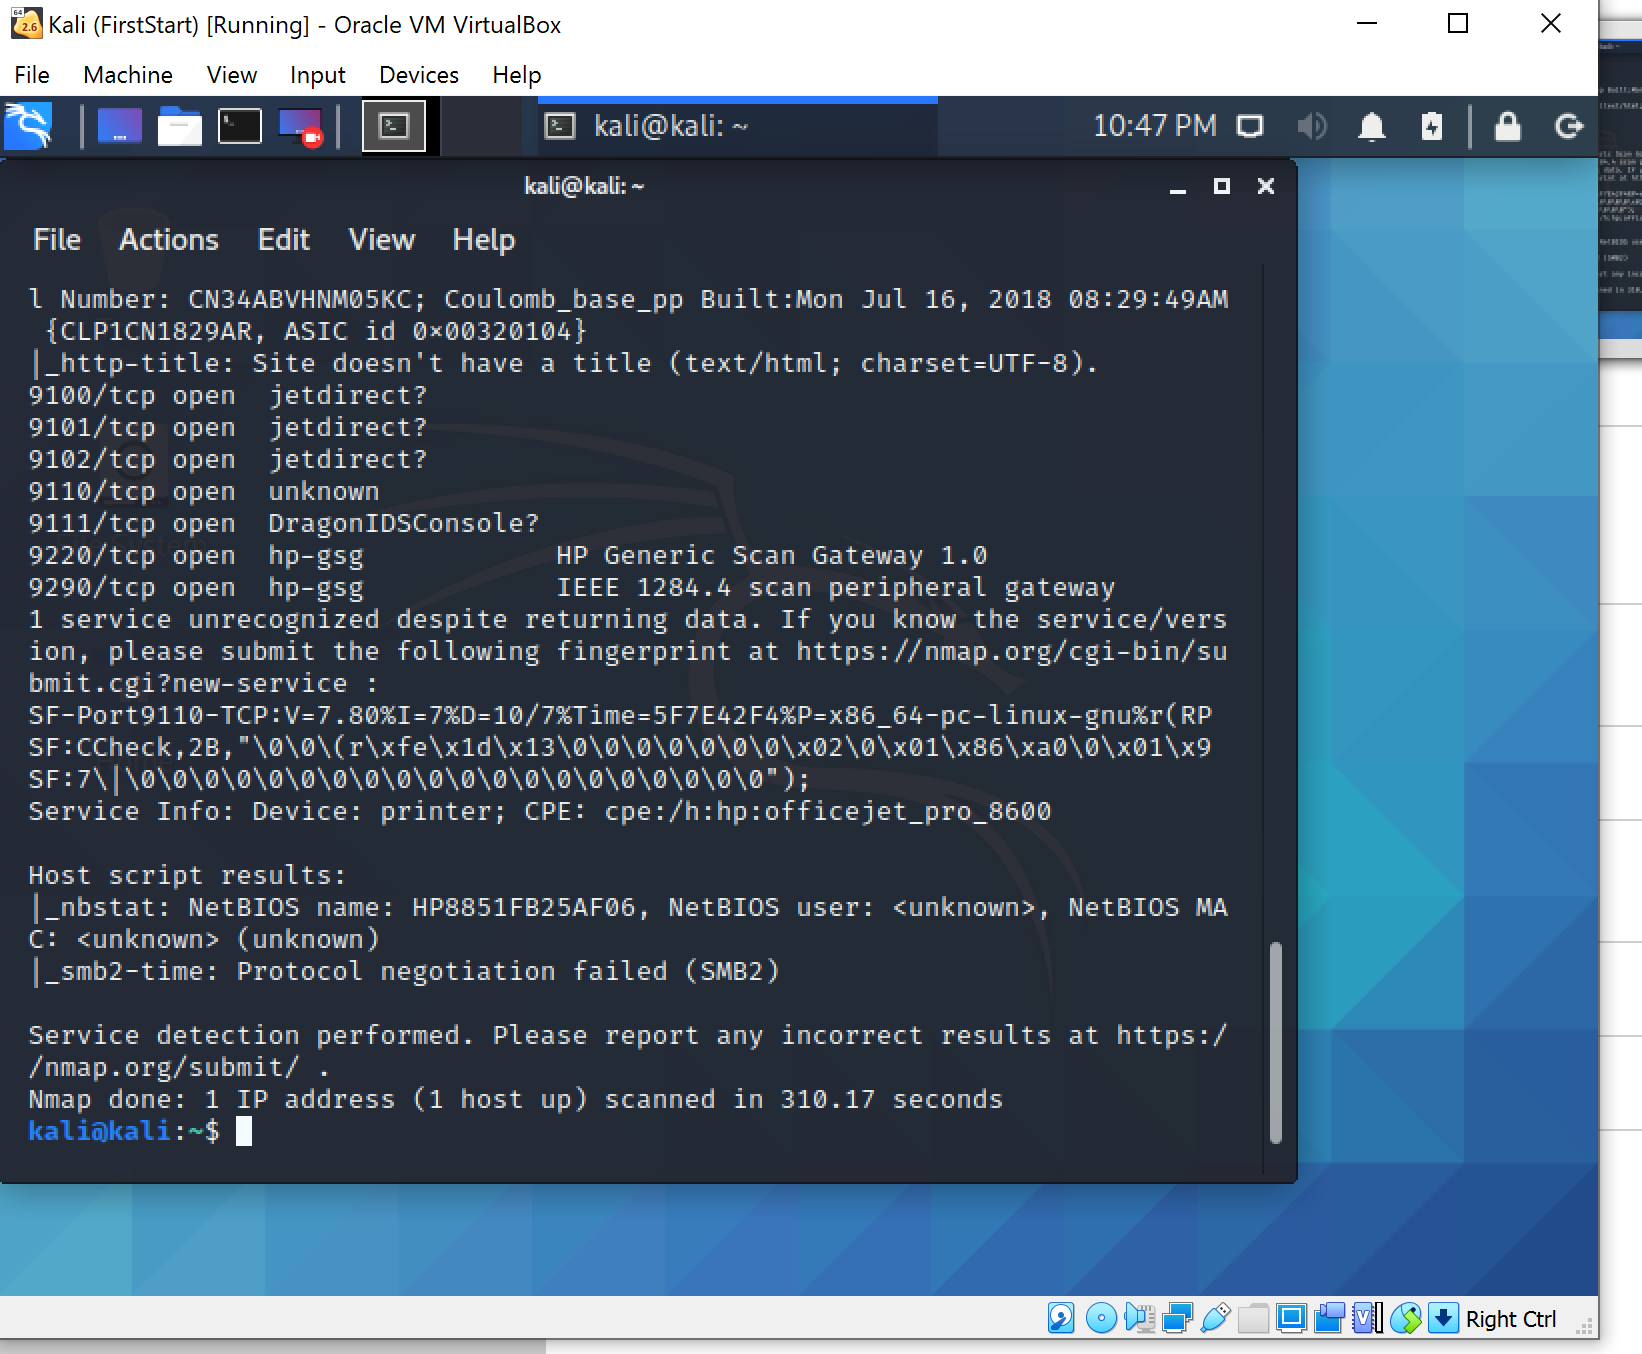 Kali (FirstStart) [Running] - Oracle VM VirtualBox
File Machine View Input Devices Help
kali@kali: ~ 10:47 PM
kali@kali: ~
File Actions Edit View Help
l Number: CN34ABVHNM05KC; Coulomb_base_pp Built:Mon Jul 16, 2018 08:29:49AM
{CLP1CN1829AR, ASIC id 0×00320104}
|_http-title: Site doesn't have a title (text/html; charset=UTF-8).
9100/tcp open jetdirect?
9101/tcp open jetdirect?
9102/tcp open jetdirect?
9110/tcp open unknown
9111/tcp open DragonIDSConsole?
9220/tcp open hp-gsg HP Generic Scan Gateway 1.0
9290/tcp open hp-gsg IEEE 1284.4 scan peripheral gateway
1 service unrecognized despite returning data. If you know the service/vers
ion, please submit the following fingerprint at https://nmap.org/cgi-bin/su
bmit.cgi?new-service :
SF-Port9110-TCP:V=7.80%I=7%D=10/7%Time=5F7E42F4%P=x86_64-pc-linux-gnu%r(RP
SF:CCheck,2B,"\0\0\(r\xfe\x1d\x13\0\0\0\0\0\0\0\x02\0\x01\x86\xa0\0\x01\x9
SF:7\|\0\0\0\0\0\0\0\0\0\0\0\0\0\0\0\0\0\0\0\0");
Service Info: Device: printer; CPE: cpe:/h:hp:officejet_pro_8600
Host script results:
|_nbstat: NetBIOS name: HP8851FB25AF06, NetBIOS user: <unknown>, NetBIOS MA
C: <unknown> (unknown)
|_smb2-time: Protocol negotiation failed (SMB2)
Service detection performed. Please report any incorrect results at https:/
/nmap.org/submit/ .
Nmap done: 1 IP address (1 host up) scanned in 310.17 seconds
kali@kali:~$
Right Ctrl